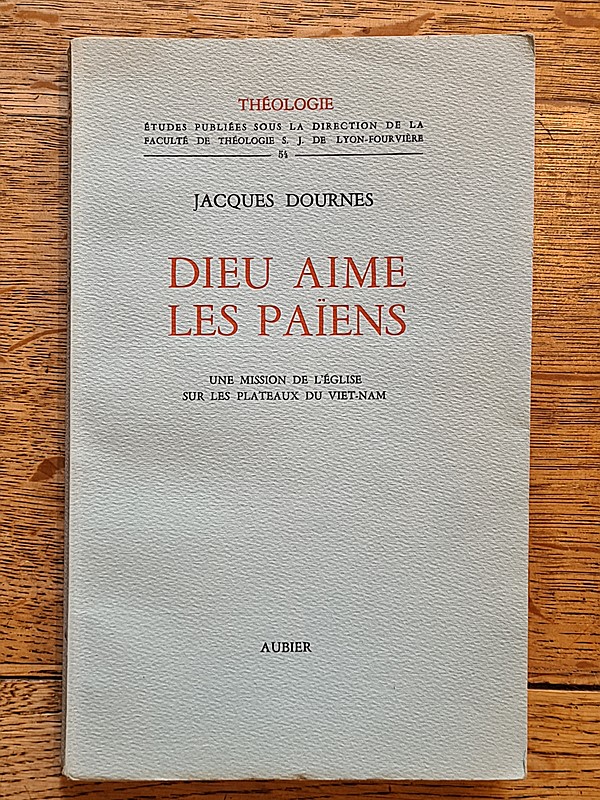 THÉOLOGIE
ÉTUDES PUBLIÉES SOUS LA DIRECTION DE LA
FACULTÉ DE THÉOLOGIE S. J. DE LYON-FOURVIÈRE
54
JACQUES DOURNES
DIEU AIME
LES PAÏENS
UNE MISSION DE L'ÉGLISE
SUR LES PLATEAUX DU VIET-NAM
AUBIER